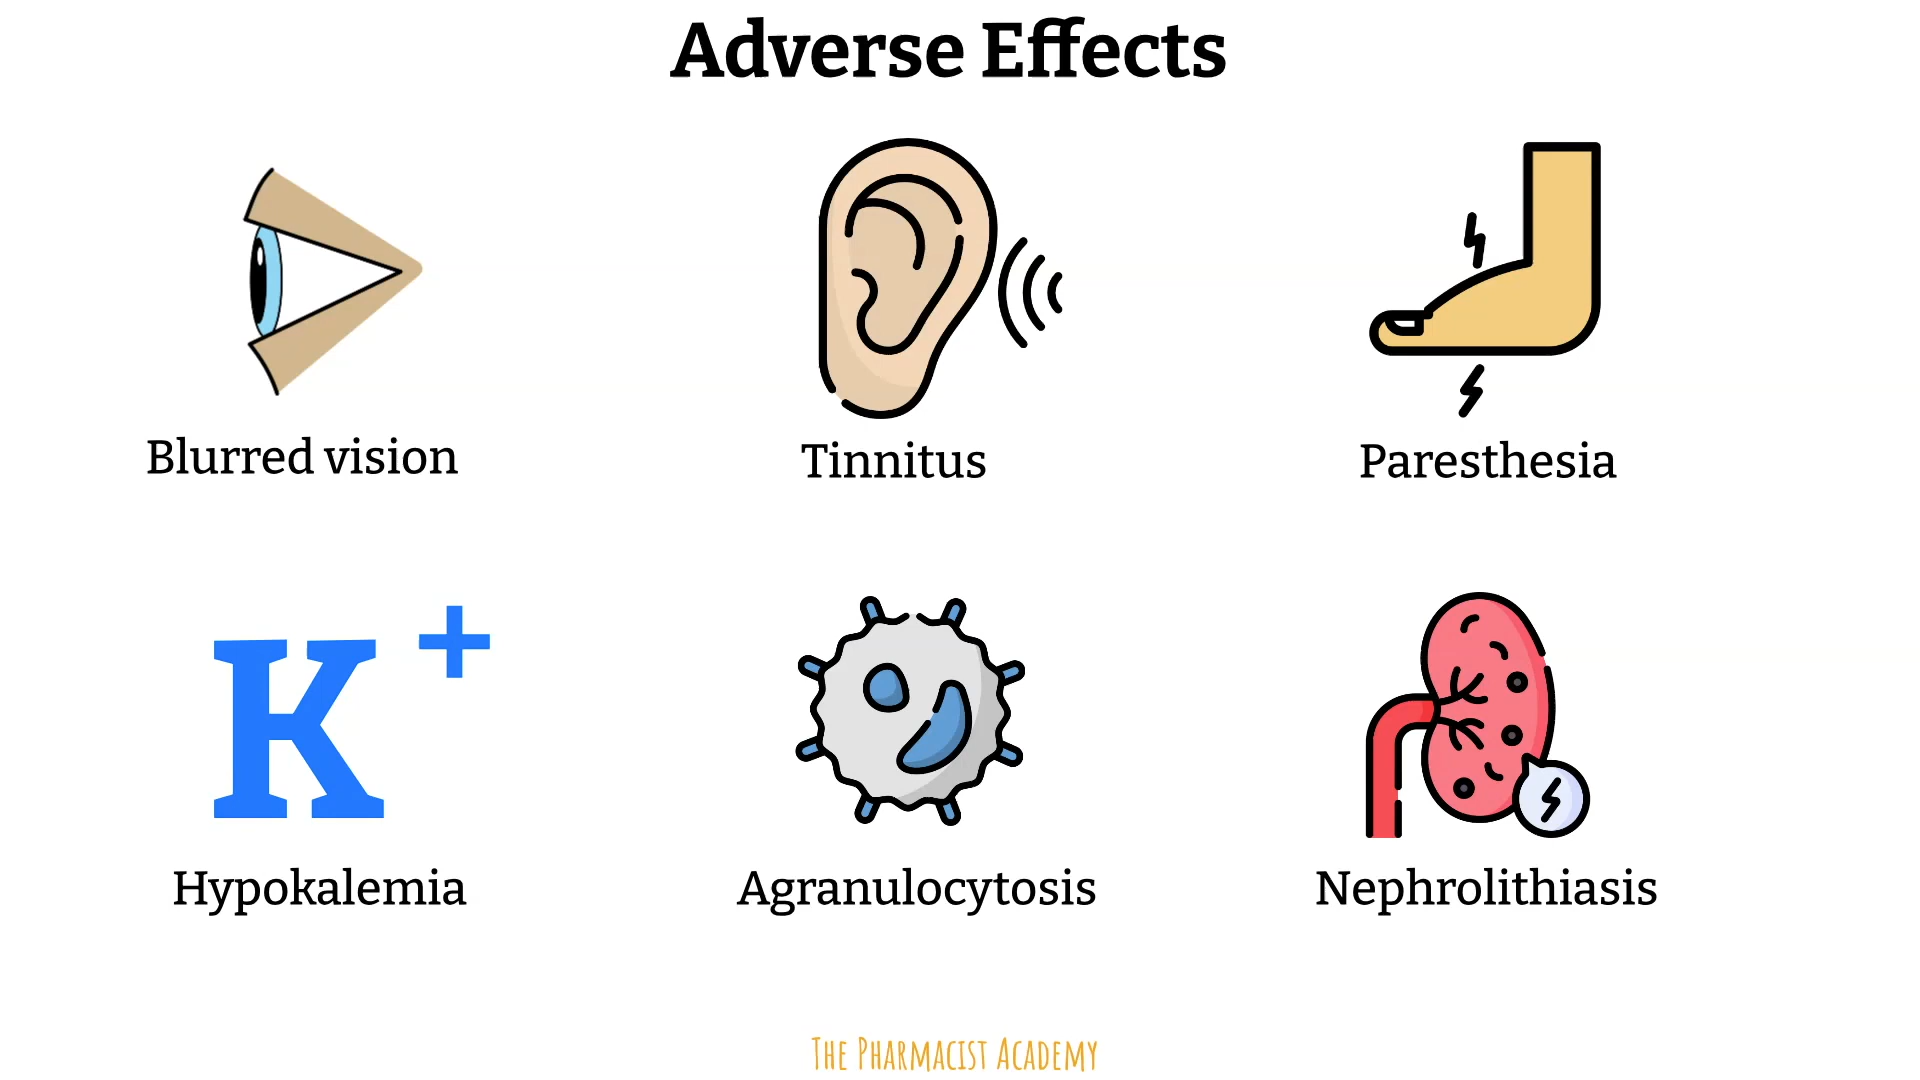 Adverse Effects
Blurred vision
Tinnitus
Paresthesia
K+
Hypokalemia
Agranulocytosis
Nephrolithiasis
The Pharmacist Academy